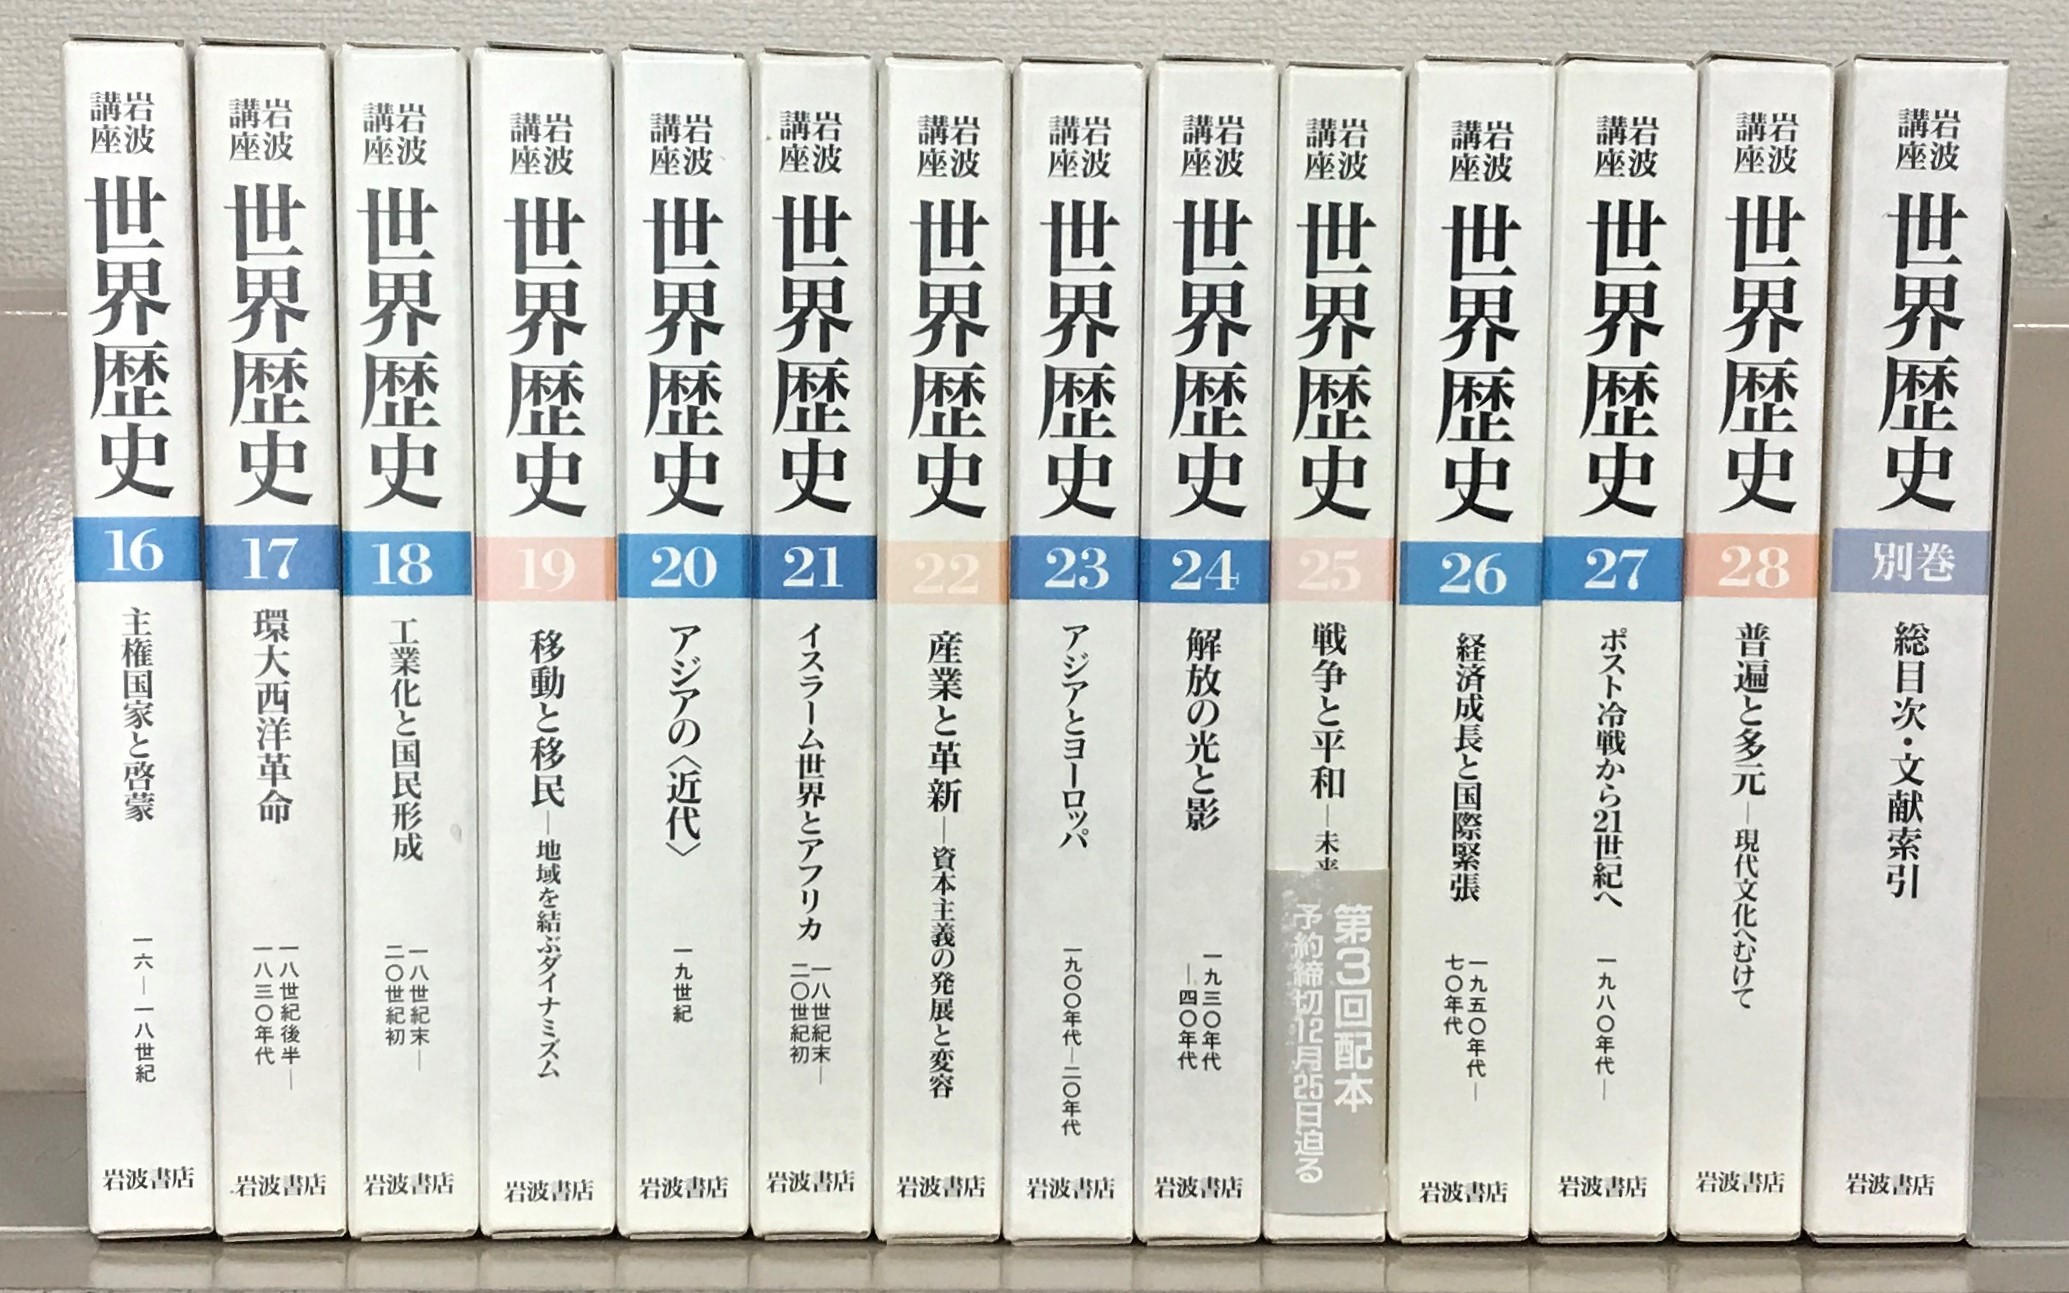 岩波
講座
世界歴史
16
主権国家と啓蒙
一六―一八世紀
岩波書店
岩波
講座
世界歴史
17
環大西洋革命
一八世紀後半―
一八三〇年代
岩波書店
岩波
講座
世界歴史
18
工業化と国民形成
一八世紀末―
二〇世紀初
岩波書店
岩波
講座
世界歴史
19
移動と移民―地域を結ぶダイナミズム
岩波書店
岩波
講座
世界歴史
20
アジアの〈近代〉
一九世紀
岩波書店
岩波
講座
世界歴史
21
イスラーム世界とアフリカ
一八世紀末―
二〇世紀初
岩波書店
岩波
講座
世界歴史
22
産業と革新―資本主義の発展と変容
岩波書店
岩波
講座
世界歴史
23
アジアとヨーロッパ
一九〇〇年代―二〇年代
岩波書店
岩波
講座
世界歴史
24
解放の光と影
一九三〇年代
―四〇年代
岩波書店
岩波
講座
世界歴史
25
戦争と平和―未来
第3回配本
予約締切12月25日迫る
岩波
講座
世界歴史
26
経済成長と国際緊張
一九五〇年代―
七〇年代
岩波書店
岩波
講座
世界歴史
27
ポスト冷戦から21世紀へ
一九八〇年代―
岩波書店
岩波
講座
世界歴史
28
普遍と多元―現代文化へむけて
岩波書店
岩波
講座
世界歴史
別巻
総目次・文献索引
岩波書店